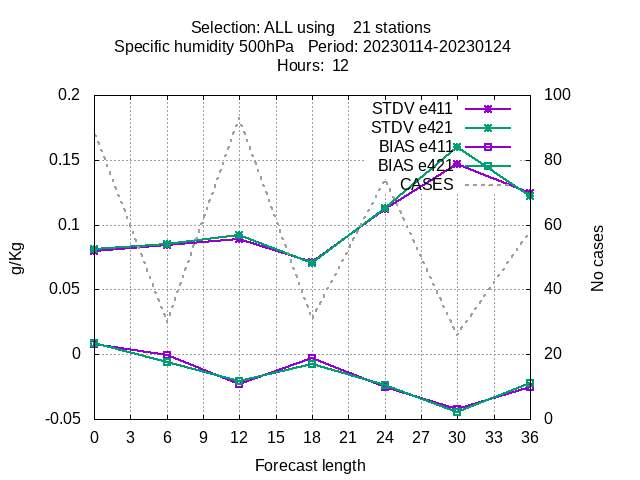 Selection: ALL using    21 stations
Specific humidity 500hPa   Period: 20230114-20230124
Hours:  12
0.2
0.15
0.1
0.05
0
-0.05
g/Kg
STDV e411
STDV e421
BIAS e411
BIAS e421
CASES
100
80
60
40
20
0
No cases
0 3 6 9 12 15 18 21 24 27 30 33 36
Forecast length